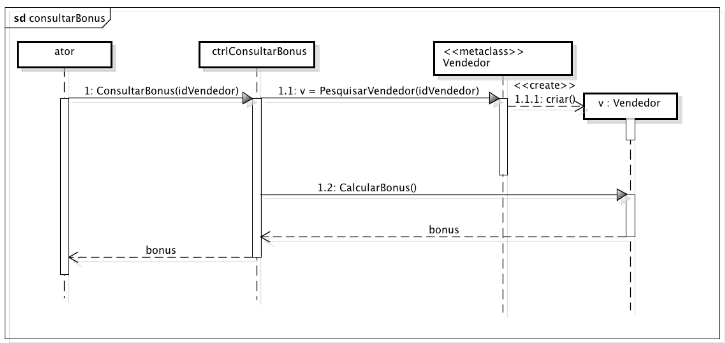 sd consultarBonus
ator
ctrlConsultarBonus
<<metaclass>>
Vendedor
<<create>>
1: ConsultarBonus(idVendedor)
1.1: v = PesquisarVendedor(idVendedor)
1.1.1: criar()
v : Vendedor
1.2: CalcularBonus()
bonus
bonus